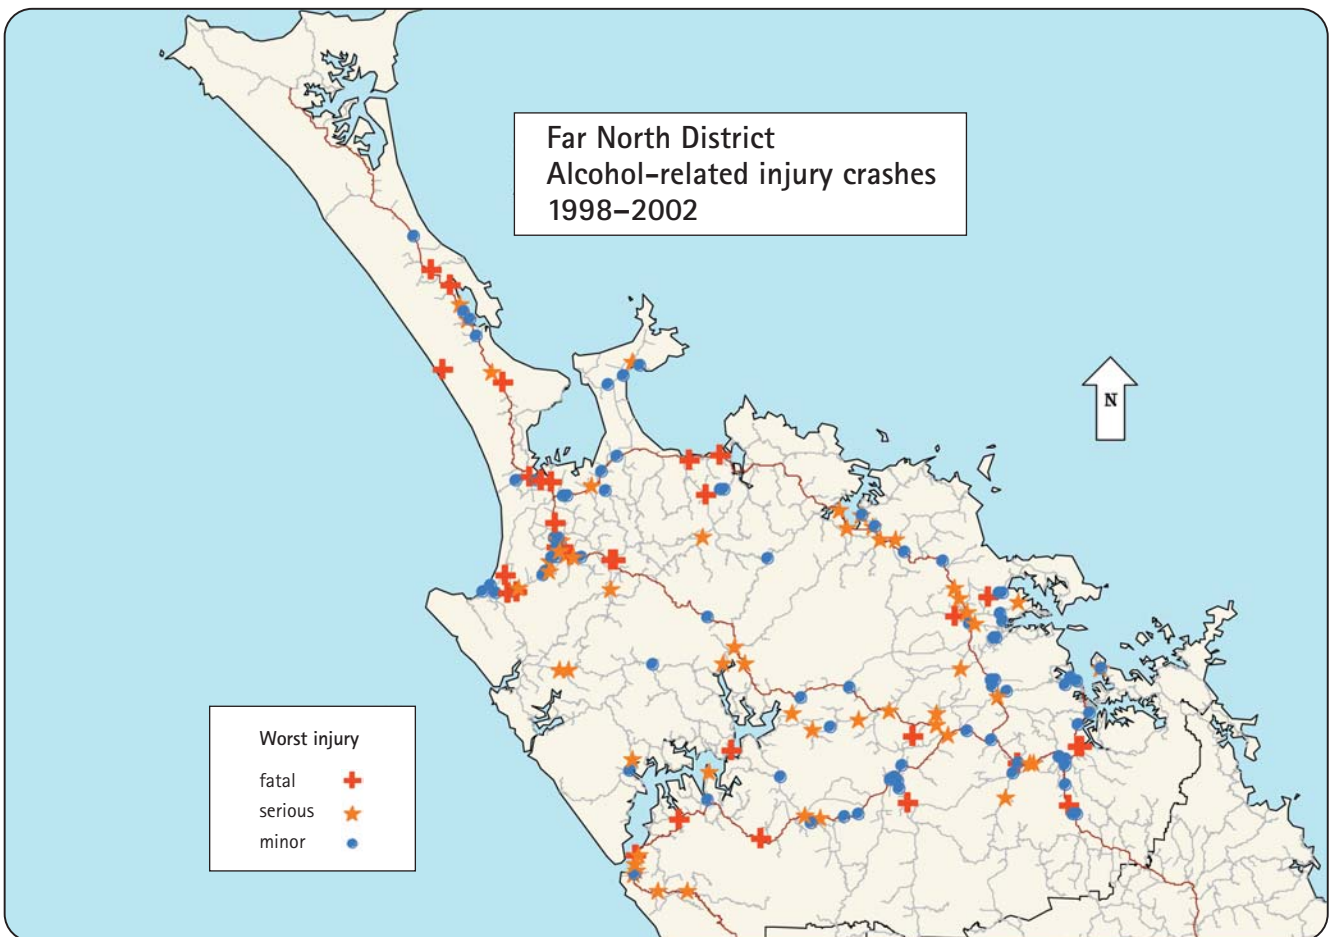 Far North District
Alcohol-related injury crashes
1998–2002
N
Worst injury
fatal
serious
minor